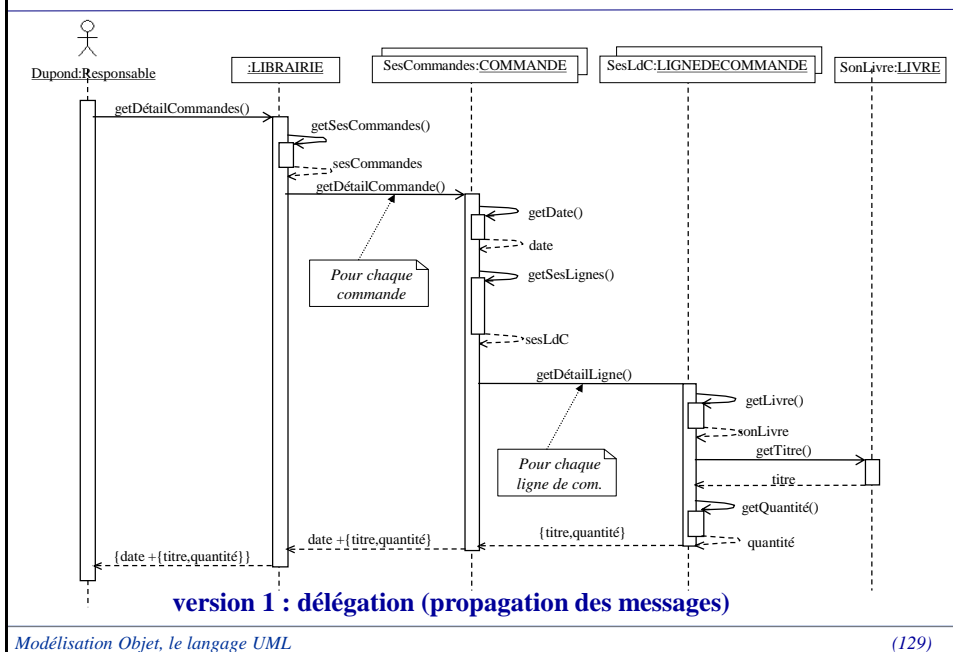 Dupond:Responsable
:LIBRAIRIE
SesCommandes:COMMANDE
SesLdC:LIGNEDECOMMANDE
SonLivre:LIVRE
getDétailCommandes()
getSesCommandes()
sesCommandes
getDétailCommande()
getDate()
date
Pour chaque
commande
getSesLignes()
sesLdC
getDétailLigne()
getLivre()
sonLivre
getTitre()
Pour chaque
ligne de com.
titre
getQuantité()
quantité
{titre,quantité}
date +{titre,quantité}
{date +{titre,quantité}}
version 1 : délégation (propagation des messages)
Modélisation Objet, le langage UML
(129)